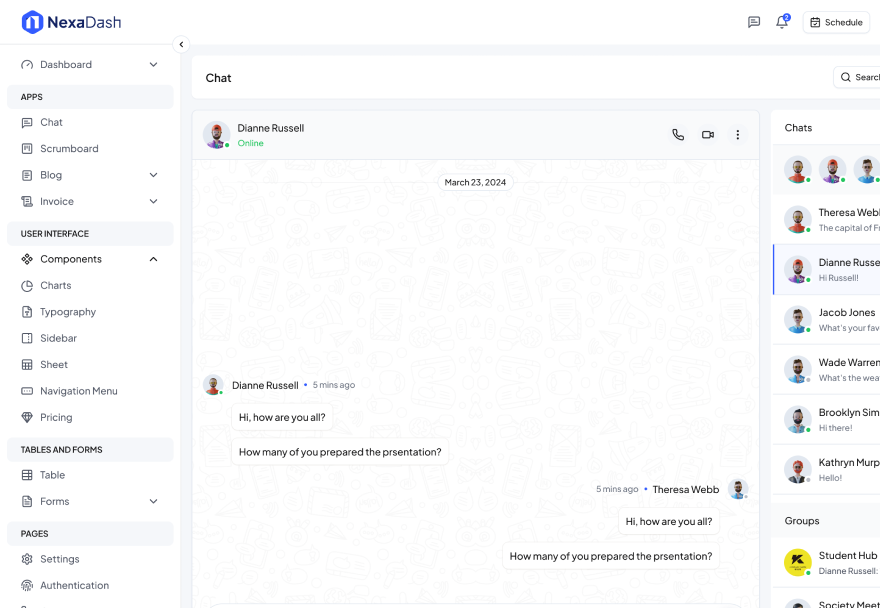 NexaDash
2
Schedule
Dashboard
APPS
Chat
Scrumboard
Blog
Invoice
USER INTERFACE
Components
Charts
Typography
Sidebar
Sheet
Navigation Menu
Pricing
TABLES AND FORMS
Table
Forms
PAGES
Settings
Authentication
Chat
Search
Dianne Russell
Online
March 23, 2024
Dianne Russell • 5 mins ago
Hi, how are you all?
How many of you prepared the prsentation?
5 mins ago • Theresa Webb
Hi, how are you all?
How many of you prepared the prsentation?
Chats
Theresa Webb
The capital of Fr
Dianne Russe
Hi Russell!
Jacob Jones
What's your fav
Wade Warren
What's the wea
Brooklyn Sim
Hi there!
Kathryn Murp
Hello!
Groups
Student Hub
Dianne Russell:
Society Meet